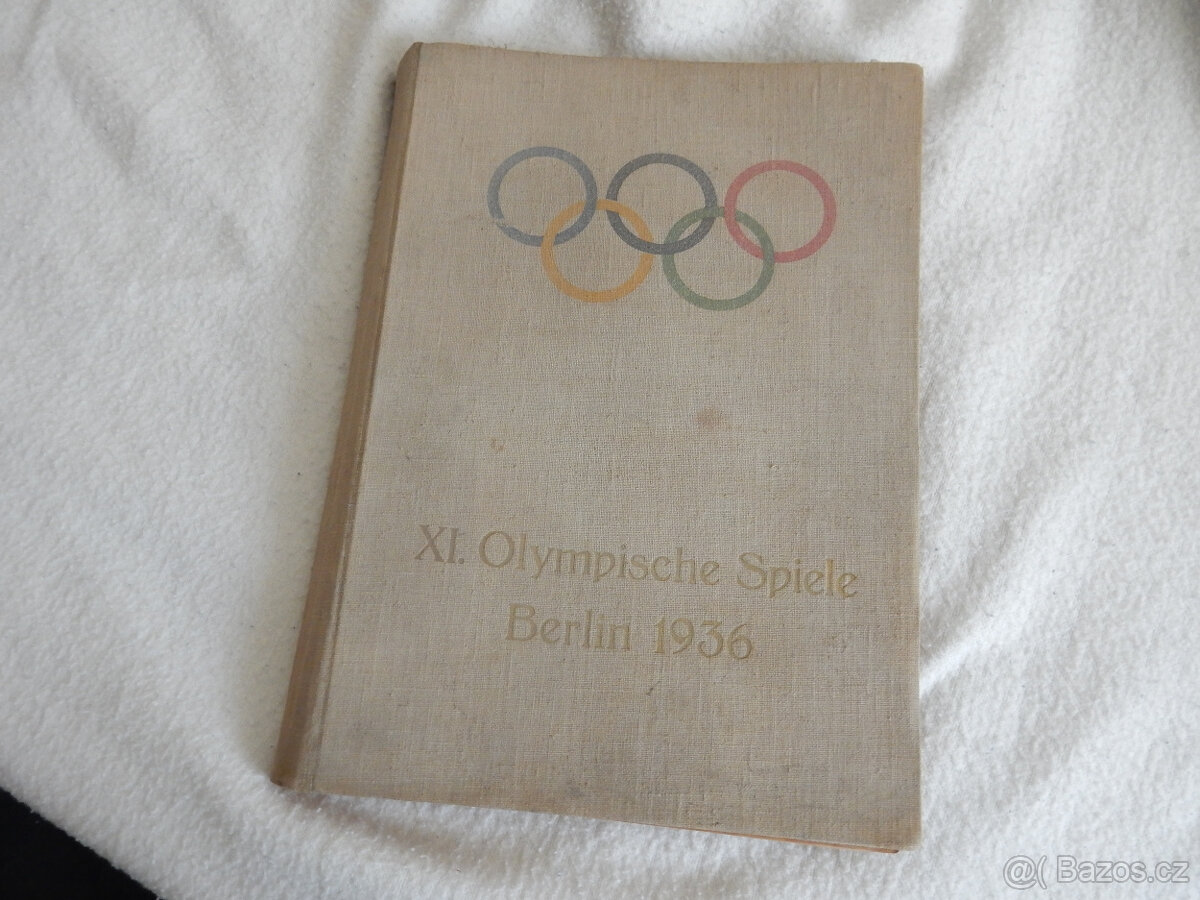 XI. Olympische Spiele
Berlin 1936
@( Bazos.cz